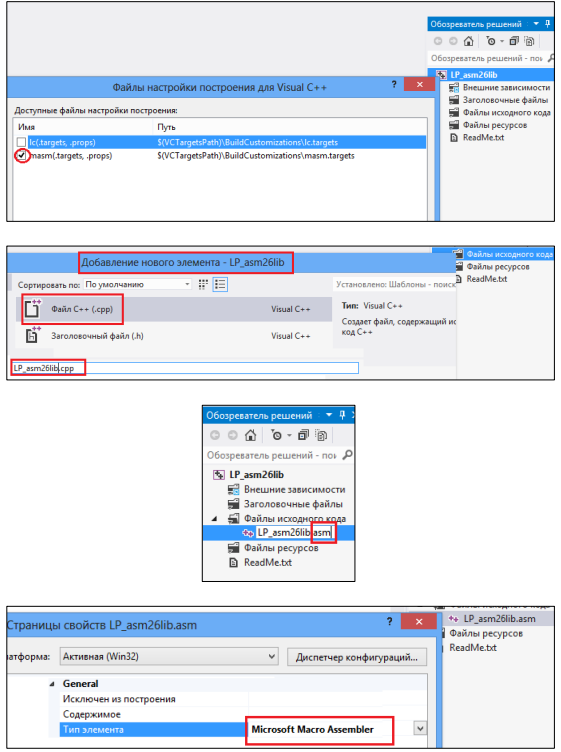 Обозреватель решений
Обозреватель решений - пои
LP_asm26lib
Внешние зависимости
Заголовочные файлы
Файлы исходного кода
Файлы ресурсов
ReadMe.txt
Файлы настройки построения для Visual C++ ? ×
Доступные файлы настройки построения:
Имя Путь
lc(.targets, .props) $(VCTargetsPath)\BuildCustomizations\lc.targets
masm(.targets, .props) $(VCTargetsPath)\BuildCustomizations\masm.targets
Добавление нового элемента - LP_asm26lib
Файлы исходного кода
Файлы ресурсов
ReadMe.txt
Сортировать по: По умолчанию
Установлено: Шаблоны - поиск
Файл C++ (.cpp) Visual C++
Тип: Visual C++
Создает файл, содержащий ис
код C++
Заголовочный файл (.h) Visual C++
LP_asm26lib.cpp
Обозреватель решений
Обозреватель решений - пои
LP_asm26lib
Внешние зависимости
Заголовочные файлы
Файлы исходного кода
LP_asm26lib.asm
Файлы ресурсов
ReadMe.txt
Страницы свойств LP_asm26lib.asm ? ×
LP_asm26lib.asm
Файлы ресурсов
ReadMe.txt
латформа: Активная (Win32) Диспетчер конфигураций...
General
Исключен из построения
Содержимое
Тип элемента Microsoft Macro Assembler